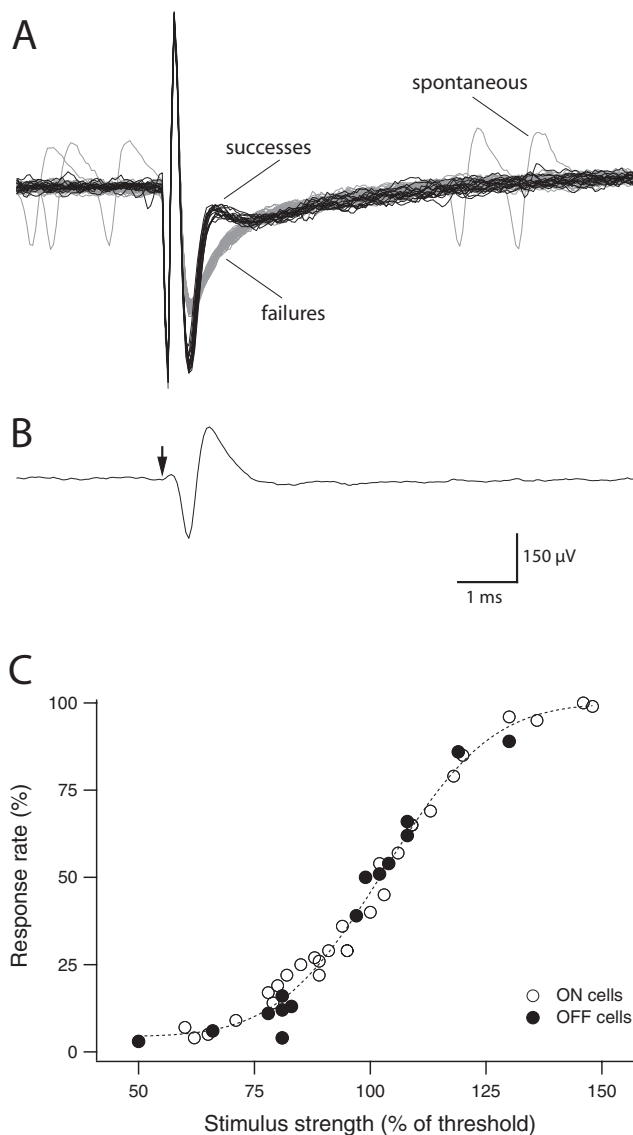 A
spontaneous
successes
failures
B
150 µV
1 ms
C
100
75
50
25
0
Response rate (%)
ON cells
OFF cells
50 75 100 125 150
Stimulus strength (% of threshold)